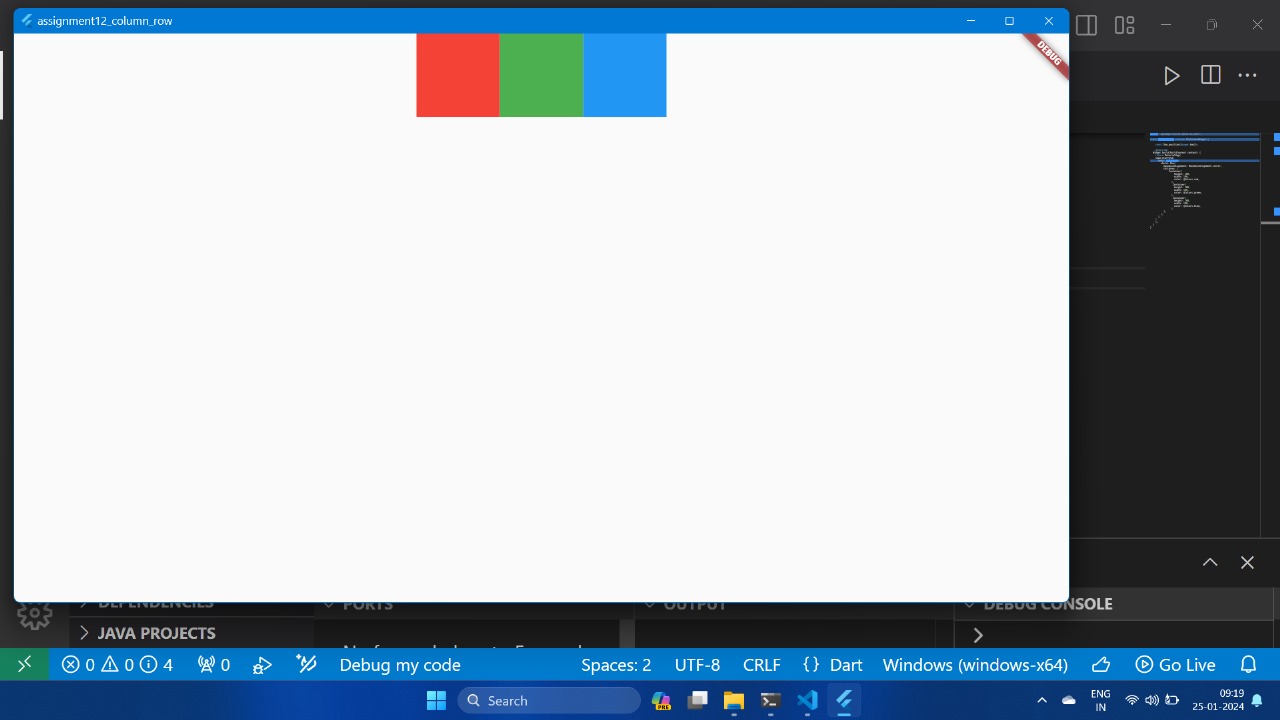 assignment12_column_row
DEBUG
DEPENDENCIES
PORTS
OUTPUT
DEBUG CONSOLE
JAVA PROJECTS
0 0 4 0 Debug my code Spaces: 2 UTF-8 CRLF {} Dart Windows (windows-x64) Go Live
Search
PRE
ENG
IN
09:19
25-01-2024